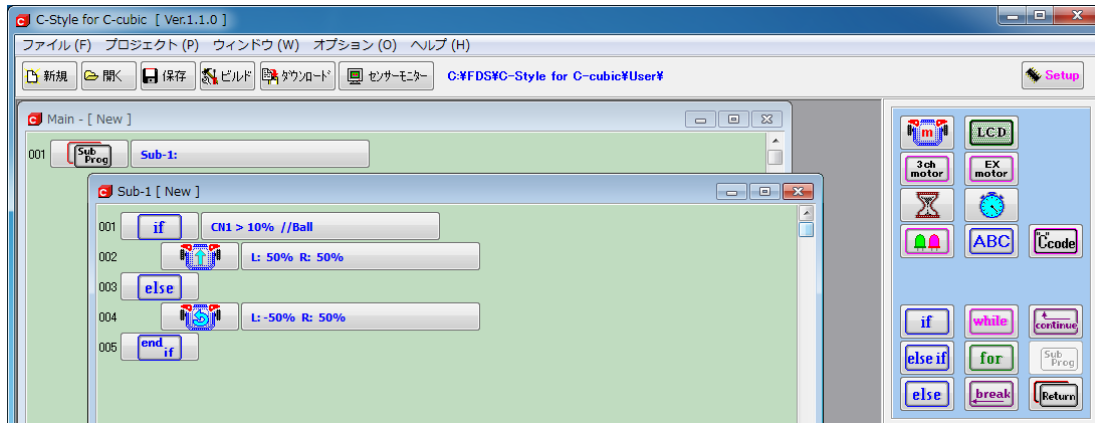 C-Style for C-cubic [ Ver.1.1.0 ]
ファイル (F) プロジェクト (P) ウィンドウ (W) オプション (O) ヘルプ (H)
新規 開く 保存 ビルド ﾀﾞｳﾝﾛｰﾄﾞ ｾﾝｻｰﾓﾆﾀｰ C:¥FDS¥C-Style for C-cubic¥User¥ Setup
Main - [ New ]
001 Sub Prog Sub-1:
Sub-1 [ New ]
001 if CN1 > 10% //Ball
002 L: 50% R: 50%
003 else
004 L:-50% R: 50%
005 end if
m LCD
3ch motor EX motor
ABC "C" Ccode
if while continue
else if for Sub Prog
else break Return